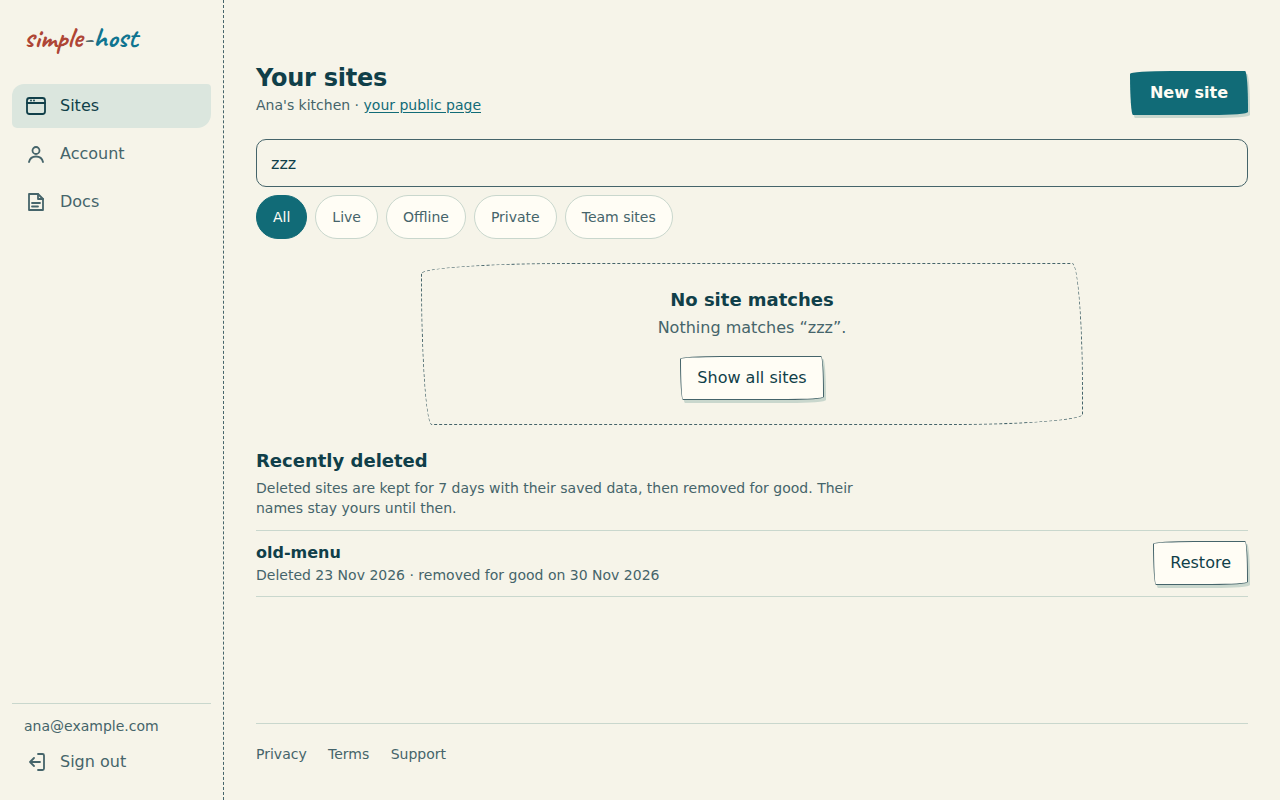 simple-host
Sites
Account
Docs
ana@example.com
Sign out
Your sites
Ana's kitchen · your public page
New site
zzz
All
Live
Offline
Private
Team sites
No site matches
Nothing matches “zzz”.
Show all sites
Recently deleted
Deleted sites are kept for 7 days with their saved data, then removed for good. Their
names stay yours until then.
old-menu
Deleted 23 Nov 2026 · removed for good on 30 Nov 2026
Restore
Privacy
Terms
Support